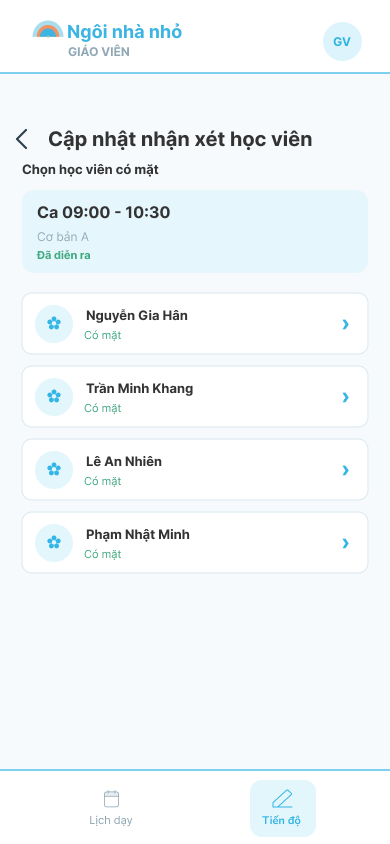 Ngôi nhà nhỏ
GIÁO VIÊN
GV
Cập nhật nhận xét học viên
Chọn học viên có mặt
Ca 09:00 - 10:30
Cơ bản A
Đã diễn ra
Nguyễn Gia Hân
Có mặt
Trần Minh Khang
Có mặt
Lê An Nhiên
Có mặt
Phạm Nhật Minh
Có mặt
Lịch dạy
Tiến độ